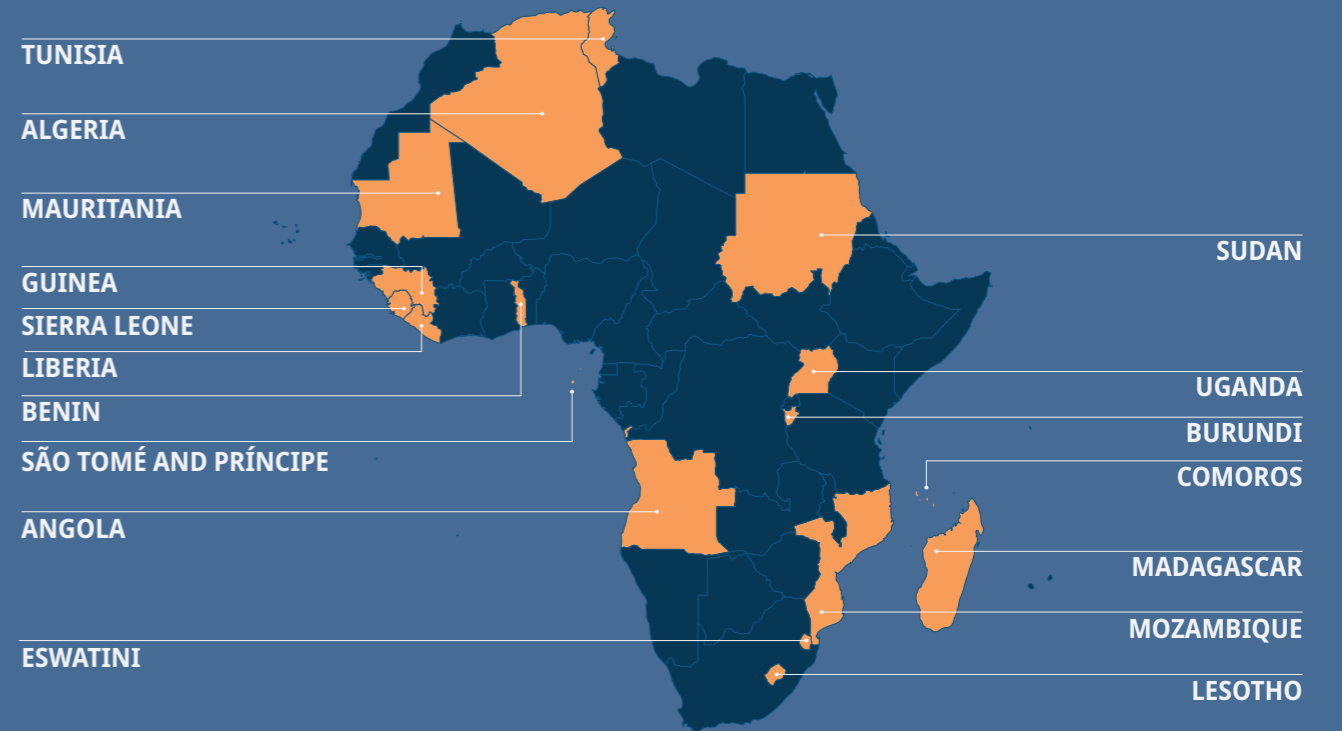 TUNISIA
ALGERIA
MAURITANIA
GUINEA
SIERRA LEONE
LIBERIA
BENIN
SÃO TOMÉ AND PRÍNCIPE
ANGOLA
ESWATINI
SUDAN
UGANDA
BURUNDI
COMOROS
MADAGASCAR
MOZAMBIQUE
LESOTHO